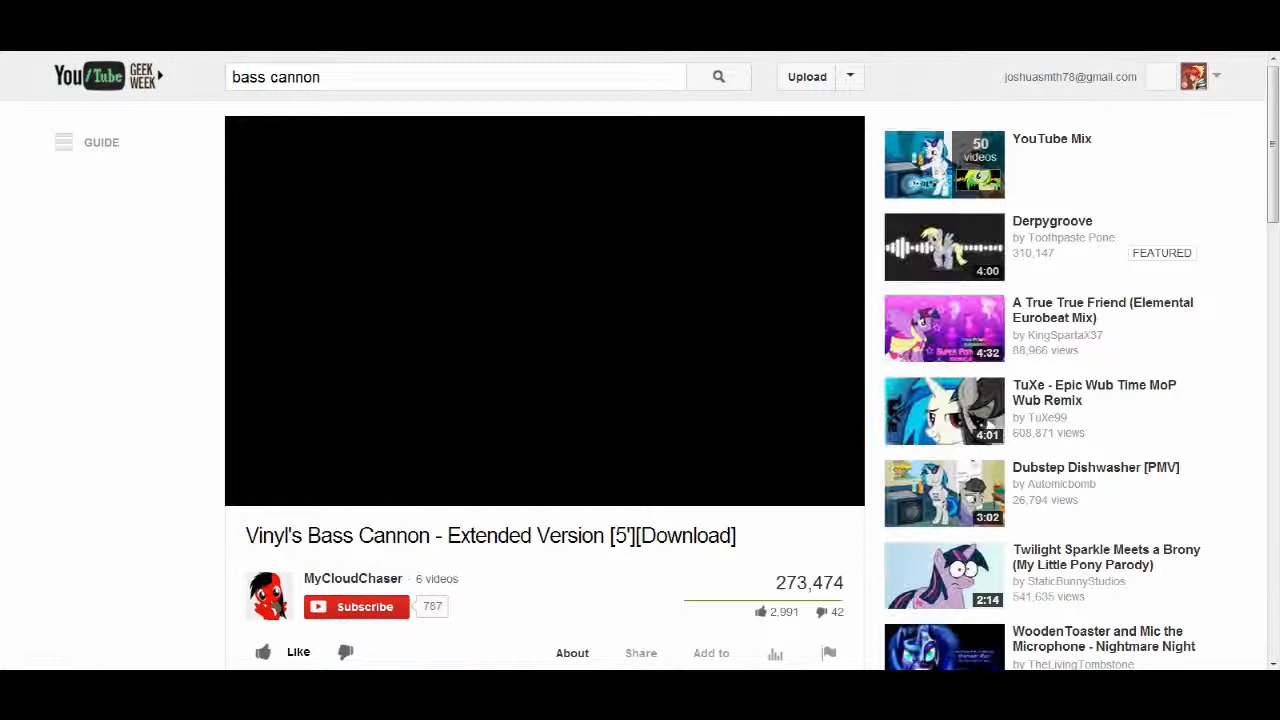 You/Tube GEEK WEEK
bass cannon
Upload
joshuasmth78@gmail.com
GUIDE
Vinyl's Bass Cannon - Extended Version [5'][Download]
MyCloudChaser · 6 videos
Subscribe 787
273,474
2,991 42
Like
About Share Add to
50 videos
YouTube Mix
Derpygroove
by Toothpaste Pone
310,147
FEATURED
4:00
A True True Friend (Elemental
Eurobeat Mix)
by KingSpartaX37
88,966 views
4:32
TuXe - Epic Wub Time MoP
Wub Remix
by TuXe99
608,871 views
4:01
Dubstep Dishwasher [PMV]
by Automicbomb
26,794 views
3:02
Twilight Sparkle Meets a Brony
(My Little Pony Parody)
by StaticBunnyStudios
541,635 views
2:14
WoodenToaster and Mic the
Microphone - Nightmare Night
by TheLivingTombstone